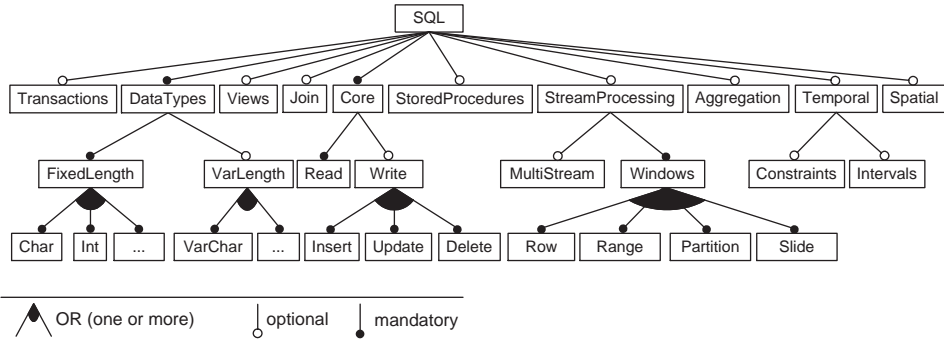 SQL
Transactions DataTypes Views Join Core StoredProcedures StreamProcessing Aggregation Temporal Spatial
FixedLength VarLength Read Write MultiStream Windows Constraints Intervals
Char Int ... VarChar ... Insert Update Delete Row Range Partition Slide
OR (one or more) optional mandatory